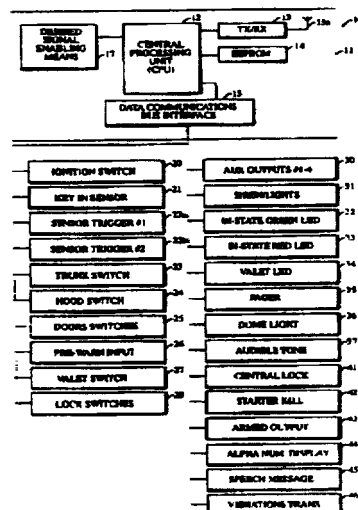 DESIRED
SIGNAL
ENABLING
MEANS
17
12
CENTRAL
PROCESSING
UNIT
(CPU)
TX/RX
13
13a
EEPROM
14
11
15
DATA COMMUNICATIONS
BUS INTERFACE
IGNITION SWITCH
20
KEY IN SENSOR
21
SENSOR TRIGGER #1
22a
SENSOR TRIGGER #2
TRUNK SWITCH
23
HOOD SWITCH
24
DOORS SWITCHES
25
PRE-WARN INPUT
26
VALET SWITCH
27
LOCK SWITCHES
28
AUX OUTPUTS #1-4
30
31
IN-STATE GREEN LED
32
IN-STATE RED LED
33
VALET LED
34
PAGER
35
DOME LIGHT
36
AUDIBLE TONE
37
CENTRAL LOCK
41
STARTER KILL
42
ARMED OUTPUT
43
ALPHA NUM DISPLAY
44
SPEECH MESSAGE
45
VIBRATIONS TRANS
46